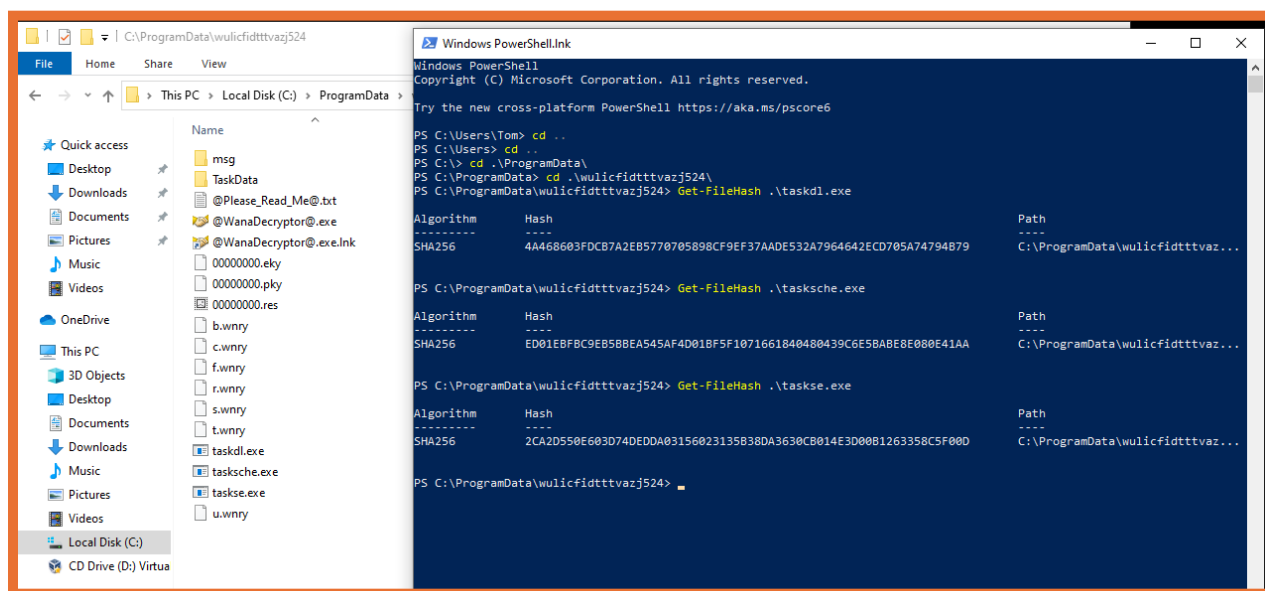 C:\ProgramData\wulicfidtttvazj524
File Home Share View
This PC > Local Disk (C:) > ProgramData >
Name
Quick access
Desktop
Downloads
Documents
Pictures
Music
Videos
OneDrive
This PC
3D Objects
Desktop
Documents
Downloads
Music
Pictures
Videos
Local Disk (C:)
CD Drive (D:) Virtua
msg
TaskData
@Please_Read_Me@.txt
@WanaDecryptor@.exe
@WanaDecryptor@.exe.lnk
00000000.eky
00000000.pky
00000000.res
b.wnry
c.wnry
f.wnry
r.wnry
s.wnry
t.wnry
taskdl.exe
tasksche.exe
taskse.exe
u.wnry
Windows PowerShell.lnk
Windows PowerShell
Copyright (C) Microsoft Corporation. All rights reserved.
Try the new cross-platform PowerShell https://aka.ms/pscore6
PS C:\Users\Tom> cd ..
PS C:\Users> cd ..
PS C:\> cd .\ProgramData\
PS C:\ProgramData> cd .\wulicfidtttvazj524\
PS C:\ProgramData\wulicfidtttvazj524> Get-FileHash .\taskdl.exe
Algorithm Hash Path
--------- ---- ----
SHA256 4A468603FDCB7A2EB5770705898CF9EF37AADE532A7964642ECD705A74794B79 C:\ProgramData\wulicfidtttvaz...
PS C:\ProgramData\wulicfidtttvazj524> Get-FileHash .\tasksche.exe
Algorithm Hash Path
--------- ---- ----
SHA256 ED01EBFBC9EB5BBEA545AF4D01BF5F1071661840480439C6E5BABE8E080E41AA C:\ProgramData\wulicfidtttvaz...
PS C:\ProgramData\wulicfidtttvazj524> Get-FileHash .\taskse.exe
Algorithm Hash Path
--------- ---- ----
SHA256 2CA2D550E603D74DEDDA03156023135B38DA3630CB014E3D00B1263358C5F00D C:\ProgramData\wulicfidtttvaz...
PS C:\ProgramData\wulicfidtttvazj524>